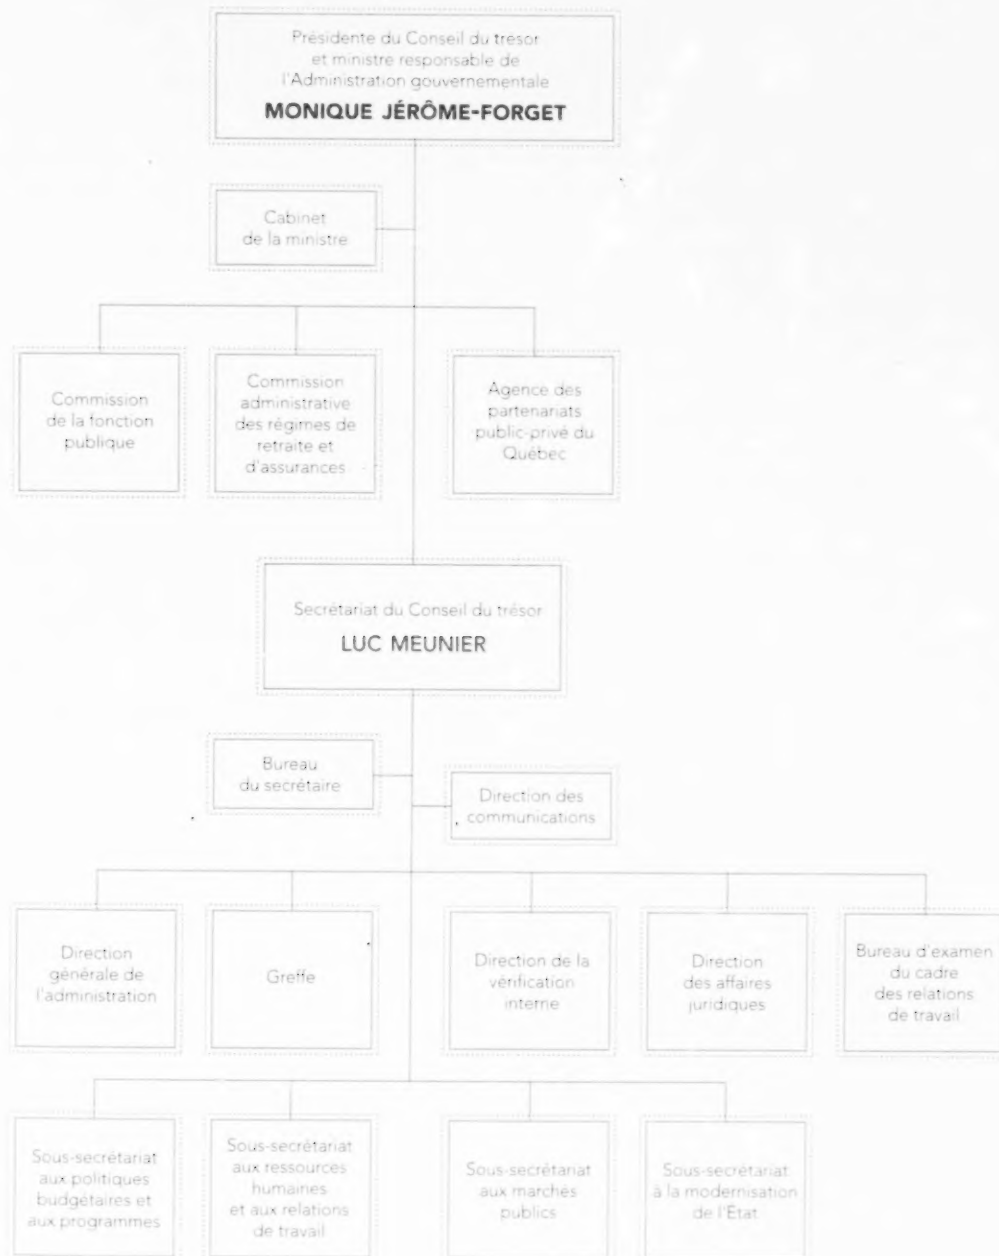 Présidente du Conseil du trésor
et ministre responsable de
l'Administration gouvernementale
MONIQUE JÉRÔME-FORGET
Cabinet
de la ministre
Commission
de la fonction
publique
Commission
administrative
des régimes de
retraite et
d'assurances
Agence des
partenariats
public-privé du
Québec
Secrétariat du Conseil du trésor
LUC MEUNIER
Bureau
du secrétaire
Direction des
communications
Direction
générale de
l'administration
Greffe
Direction de la
vérification
interne
Direction
des affaires
juridiques
Bureau d'examen
du cadre
des relations
de travail
Sous-secrétariat
aux politiques
budgétaires et
aux programmes
Sous-secrétariat
aux ressources
humaines
et aux relations
de travail
Sous-secrétariat
aux marchés
publics
Sous-secrétariat
à la modernisation
de l'État